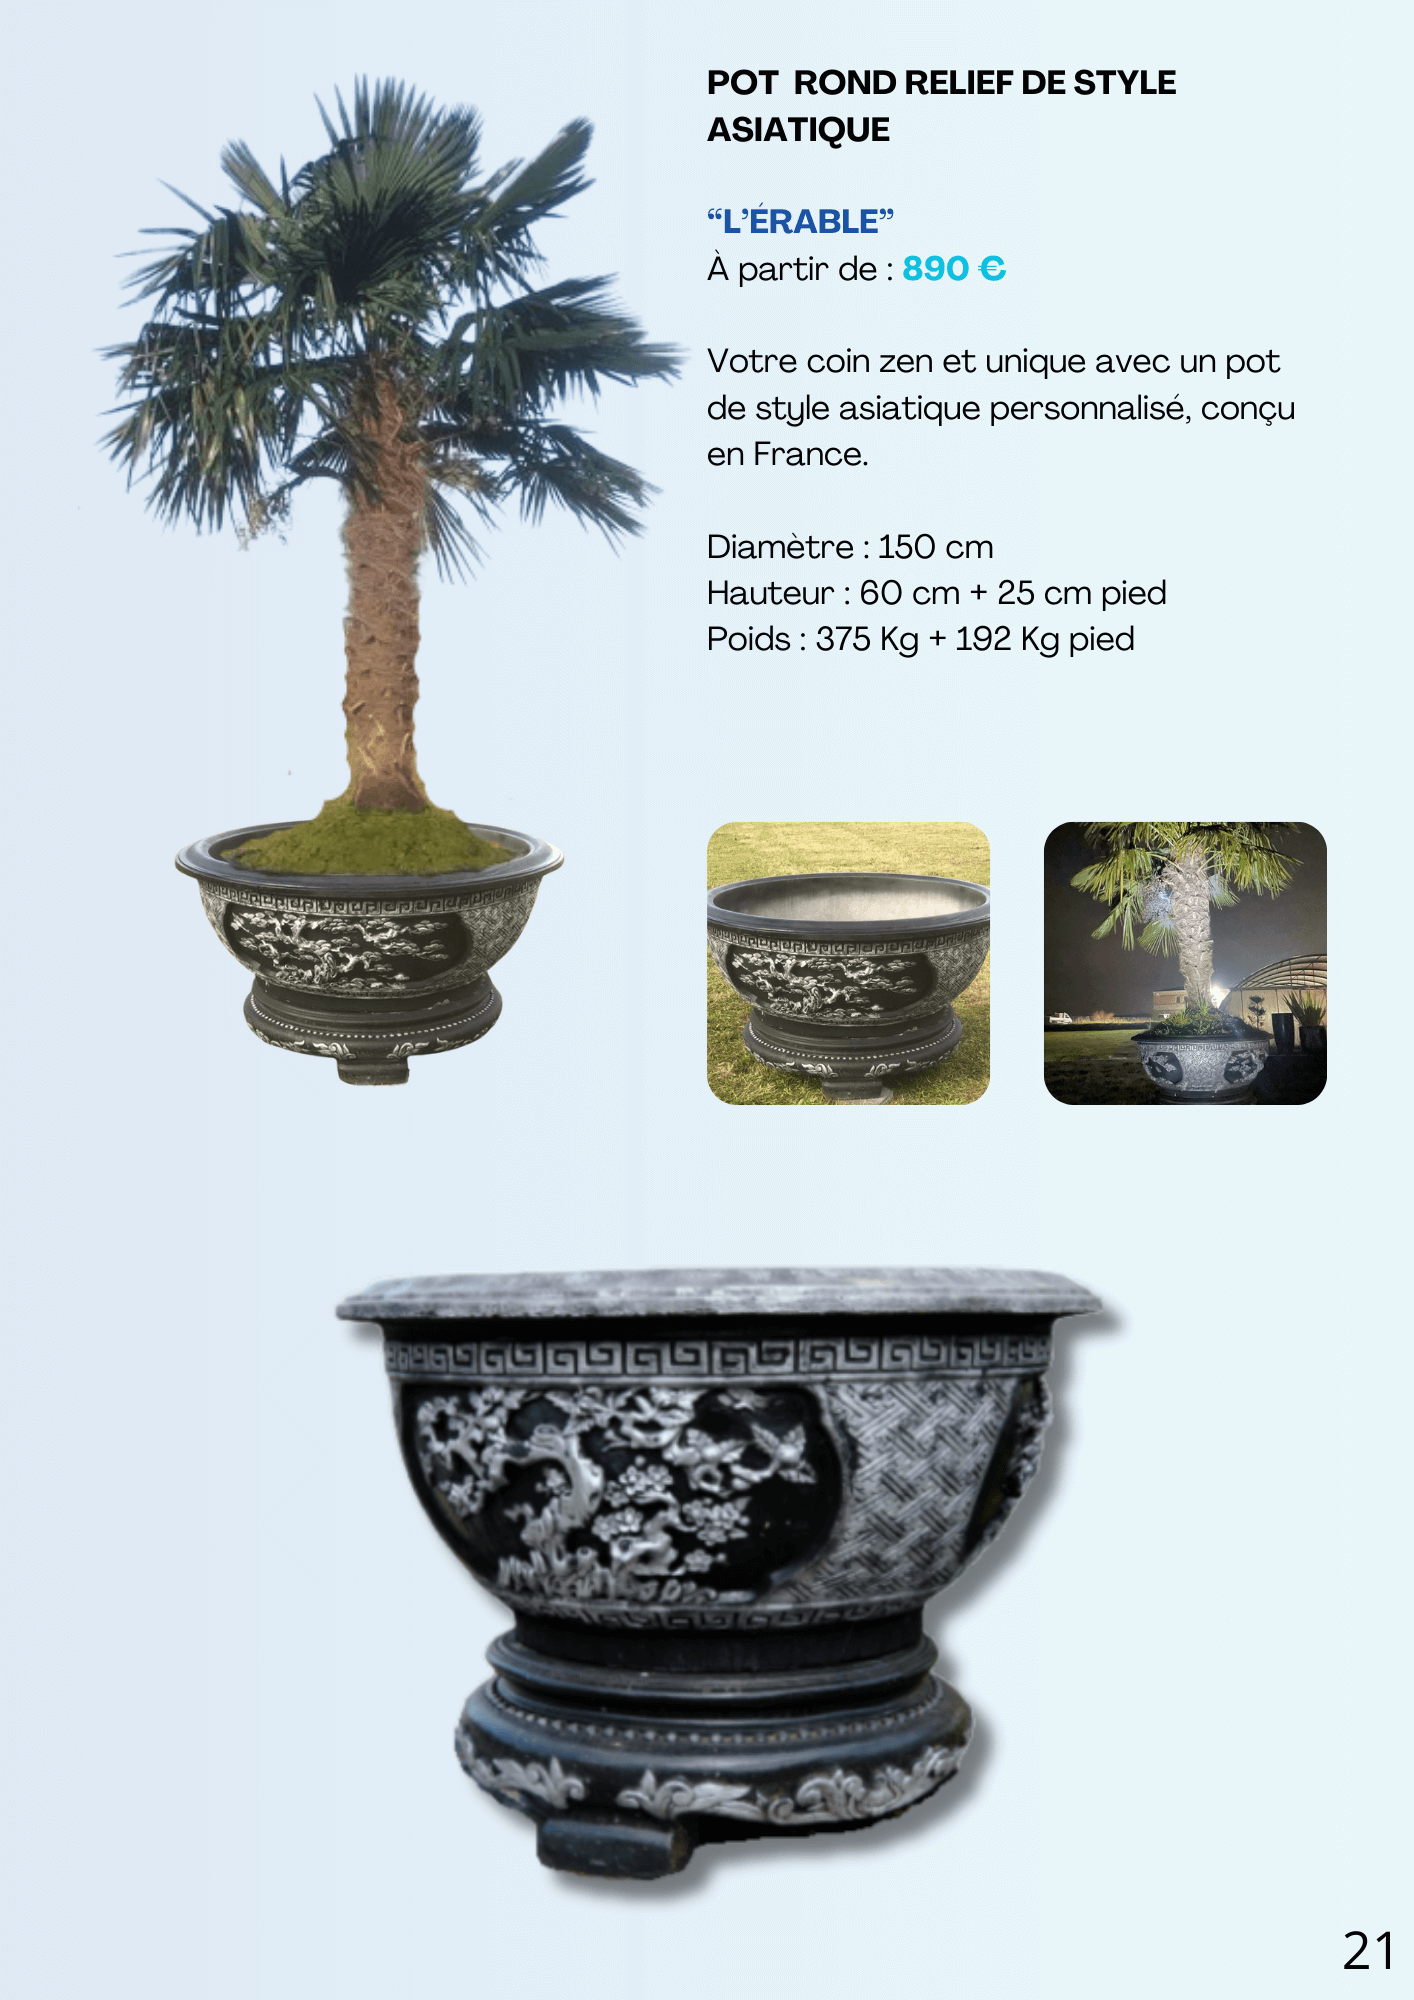 POT ROND RELIEF DE STYLE
ASIATIQUE
“L’ÉRABLE”
À partir de : 890 €
Votre coin zen et unique avec un pot
de style asiatique personnalisé, conçu
en France.
Diamètre : 150 cm
Hauteur : 60 cm + 25 cm pied
Poids : 375 Kg + 192 Kg pied
21